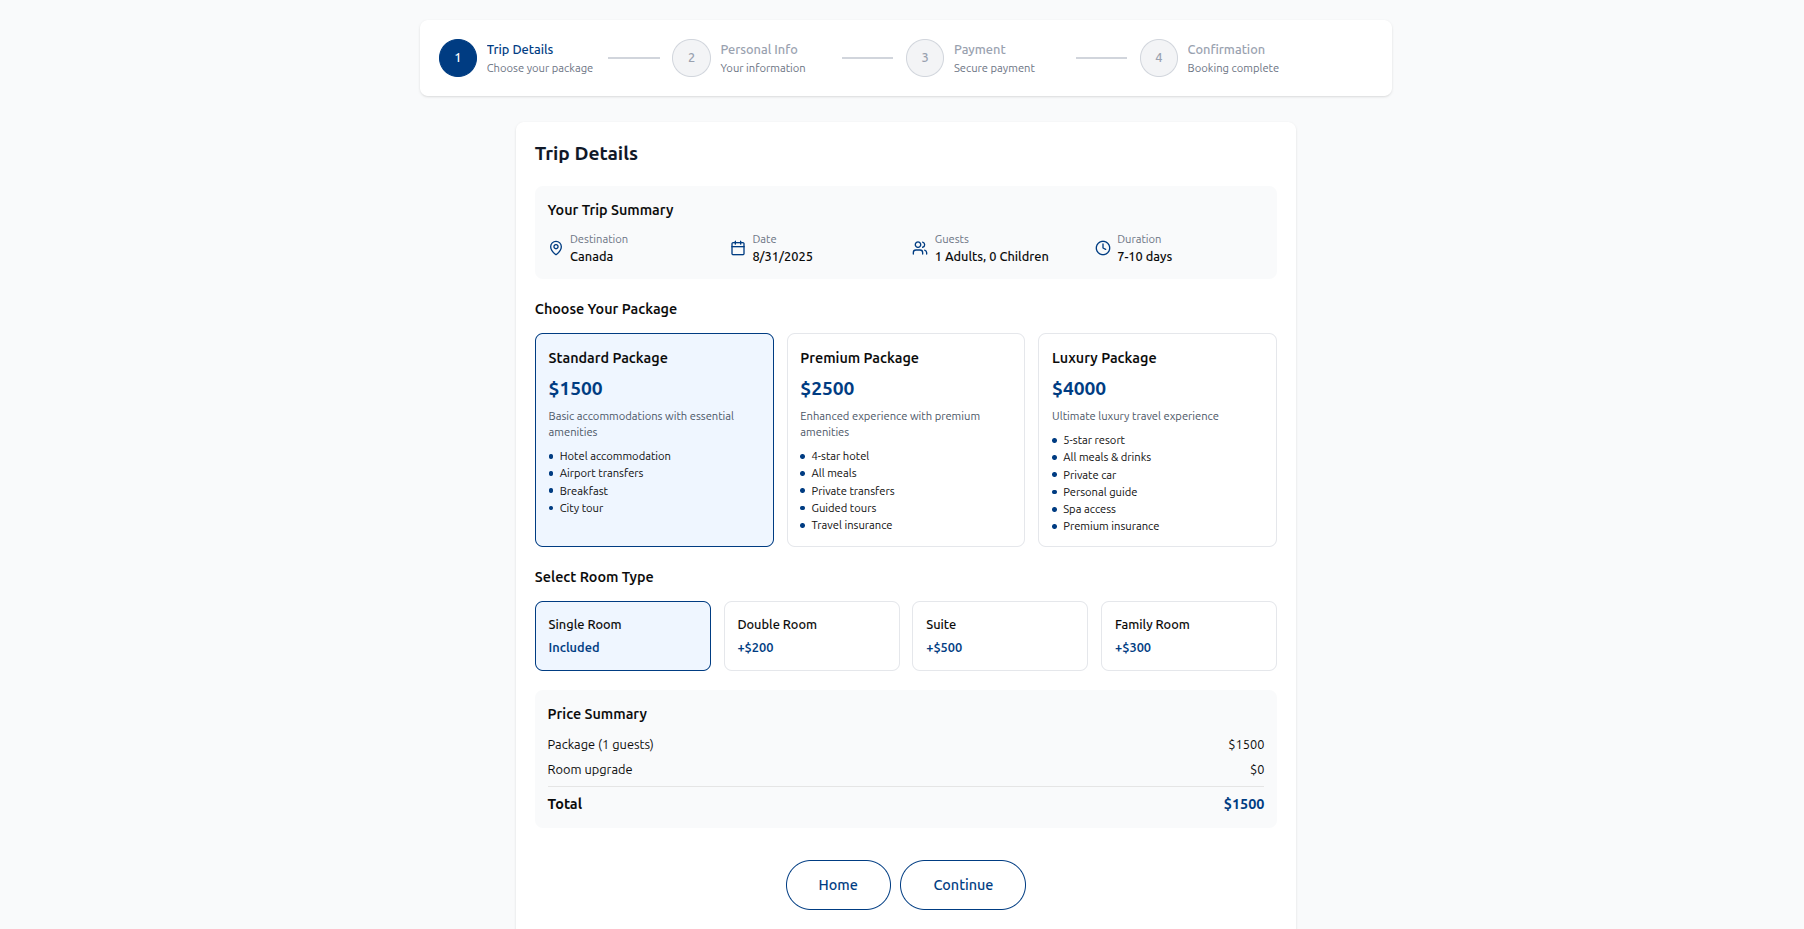 1
Trip Details
Choose your package
2
Personal Info
Your information
3
Payment
Secure payment
4
Confirmation
Booking complete
Trip Details
Your Trip Summary
Destination
Canada
Date
8/31/2025
Guests
1 Adults, 0 Children
Duration
7-10 days
Choose Your Package
Standard Package
$1500
Basic accommodations with essential
amenities
Hotel accommodation
Airport transfers
Breakfast
City tour
Premium Package
$2500
Enhanced experience with premium
amenities
4-star hotel
All meals
Private transfers
Guided tours
Travel insurance
Luxury Package
$4000
Ultimate luxury travel experience
5-star resort
All meals & drinks
Private car
Personal guide
Spa access
Premium insurance
Select Room Type
Single Room
Included
Double Room
+$200
Suite
+$500
Family Room
+$300
Price Summary
Package (1 guests) $1500
Room upgrade $0
Total $1500
Home
Continue